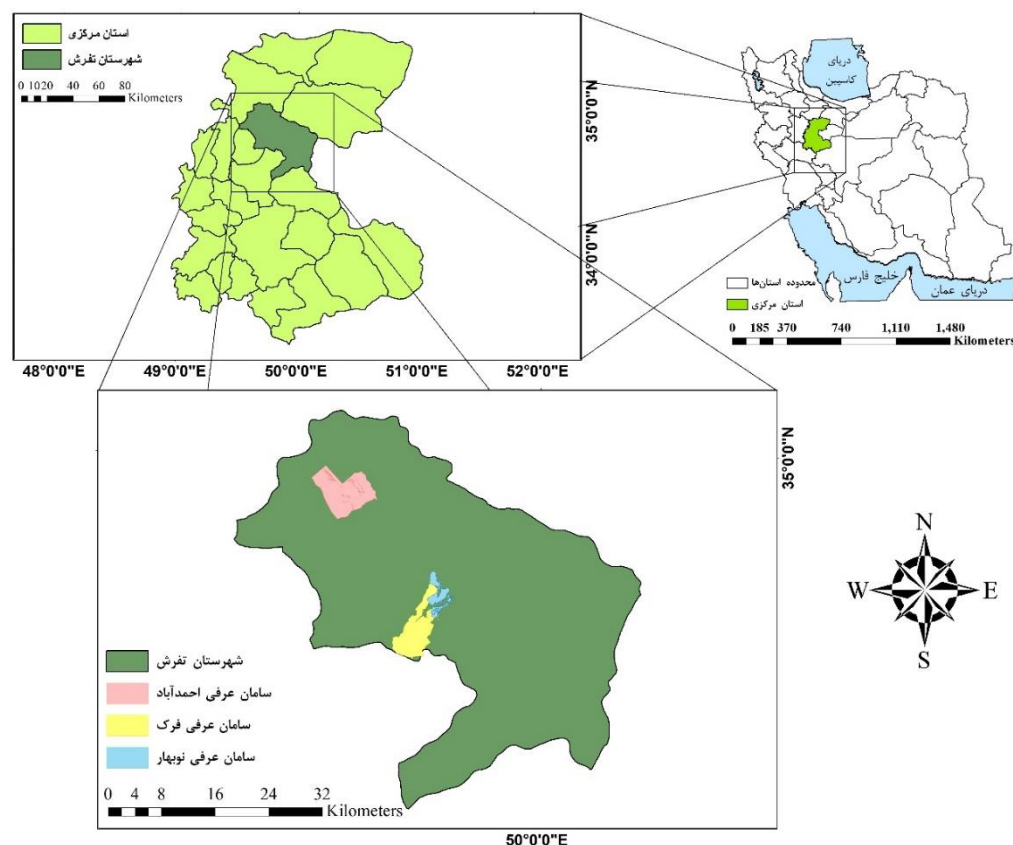 استان مرکزی
شهرستان تفرش
0 1020 40 60 80
Kilometers
35°0'0"N
34°0'0"N
48°0'0"E 49°0'0"E 50°0'0"E 51°0'0"E 52°0'0"E
دریای
کاسپین
خلیج فارس
دریای عمان
محدوده استان‌ها
استان مرکزی
0 185 370 740 1,110 1,480
Kilometers
35°0'0"N
شهرستان تفرش
سامان عرفی احمدآباد
سامان عرفی فرک
سامان عرفی نوبهار
0 4 8 16 24 32
Kilometers
50°0'0"E
N
W E
S